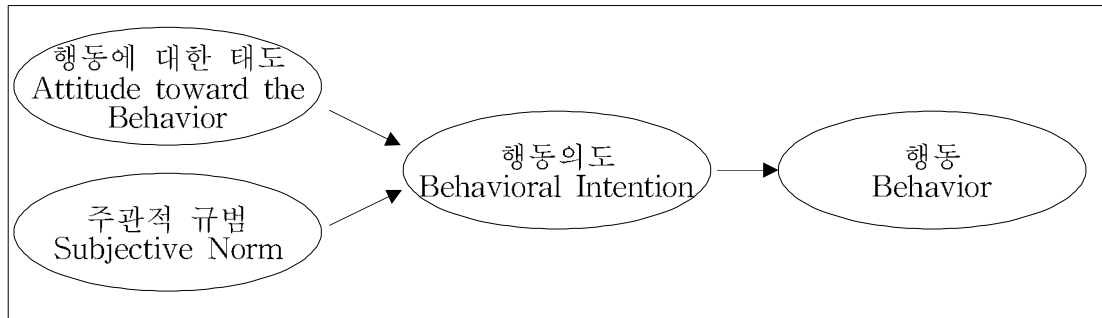 행동에 대한 태도
Attitude toward the
Behavior
주관적 규범
Subjective Norm
행동의도
Behavioral Intention
행동
Behavior